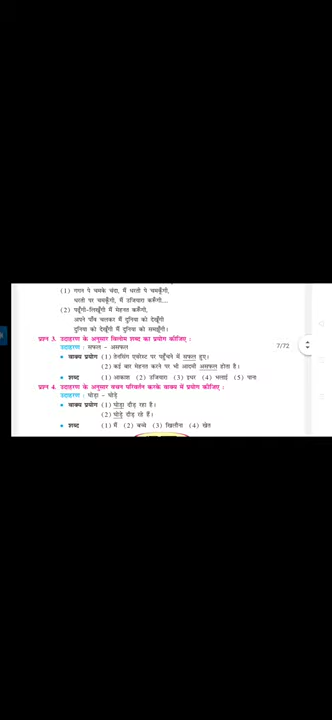 (1) गगन पे चमके चंदा, मैं धरती पे चमकूँगी,
धरती पर चमकूँगी, मैं उजियारा करूँगी....
(2) पढूँगी-लिखूँगी मैं मेहनत करूँगी,
अपने पाँव चलकर मैं दुनिया को देखूँगी
दुनिया को देखूँगी मैं दुनिया को समझूँगी।
प्रश्न 3. उदाहरण के अनुसार विलोम शब्द का प्रयोग कीजिए :
उदाहरण : सफल - असफल
• वाक्य प्रयोग (1) तेनसिंग एवरेस्ट पर पहुँचने में सफल हुए।
(2) कई बार मेहनत करने पर भी आदमी असफल होता है।
7/72
• शब्द (1) आकाश (2) उजियारा (3) इधर (4) भलाई (5) पाना
प्रश्न 4. उदाहरण के अनुसार वचन परिवर्तन करके वाक्य में प्रयोग कीजिए :
उदाहरण : घोड़ा - घोड़े
• वाक्य प्रयोग (1) घोड़ा दौड़ रहा है।
(2) घोड़े दौड़ रहे हैं।
• शब्द (1) मैं (2) बच्चे (3) खिलौना (4) खेत